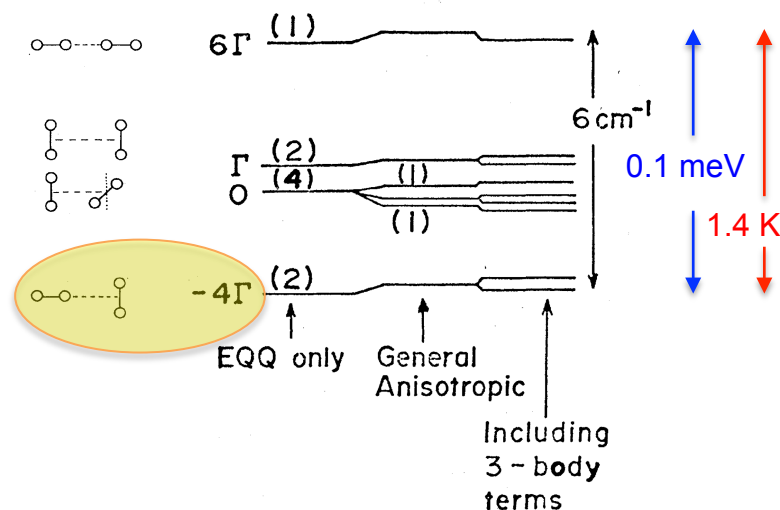 6Γ (1)
6 cm⁻¹
Γ (2)
0 (4)
(1)
(1)
0.1 meV
1.4 K
-4Γ (2)
EQQ only
General
Anisotropic
Including
3-body
terms